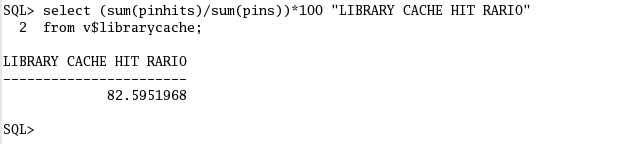 SQL> select (sum(pinhits)/sum(pins))*100 "LIBRARY CACHE HIT RARIO"
  2  from v$librarycache;
LIBRARY CACHE HIT RARIO
-----------------------
             82.5951968
SQL>